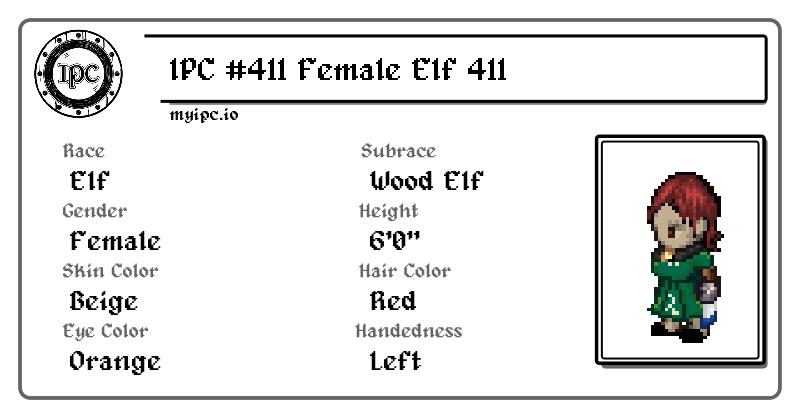 IPC
IPC #411 Female Elf 411
myipc.io
Race
Elf
Subrace
Wood Elf
Gender
Female
Height
6'0"
Skin Color
Beige
Hair Color
Red
Eye Color
Orange
Handedness
Left